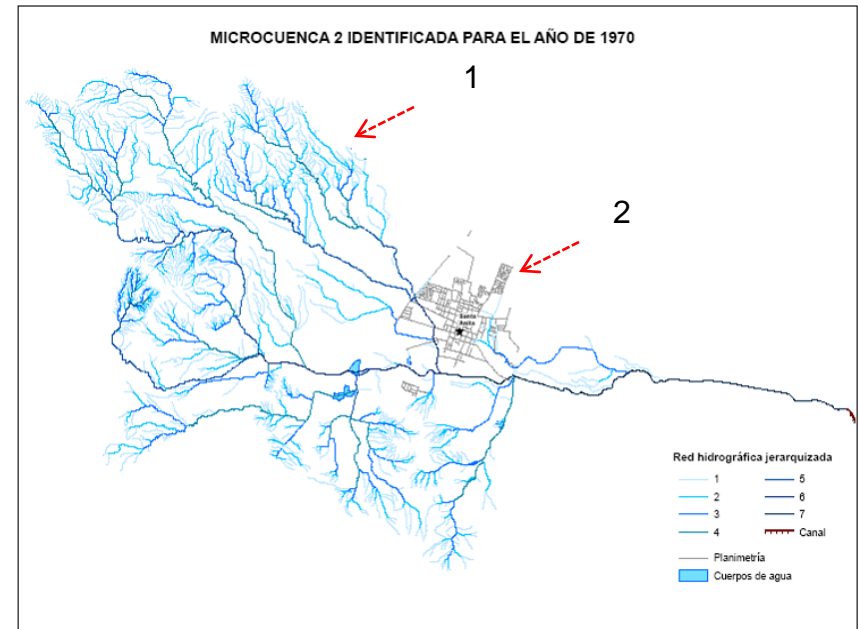 MICROCUENCA 2 IDENTIFICADA PARA EL AÑO DE 1970
1
2
Santa
Red hidrográfica jerarquizada
1
5
2
6
3
7
4
Canal
Planimetría
Cuerpos de agua